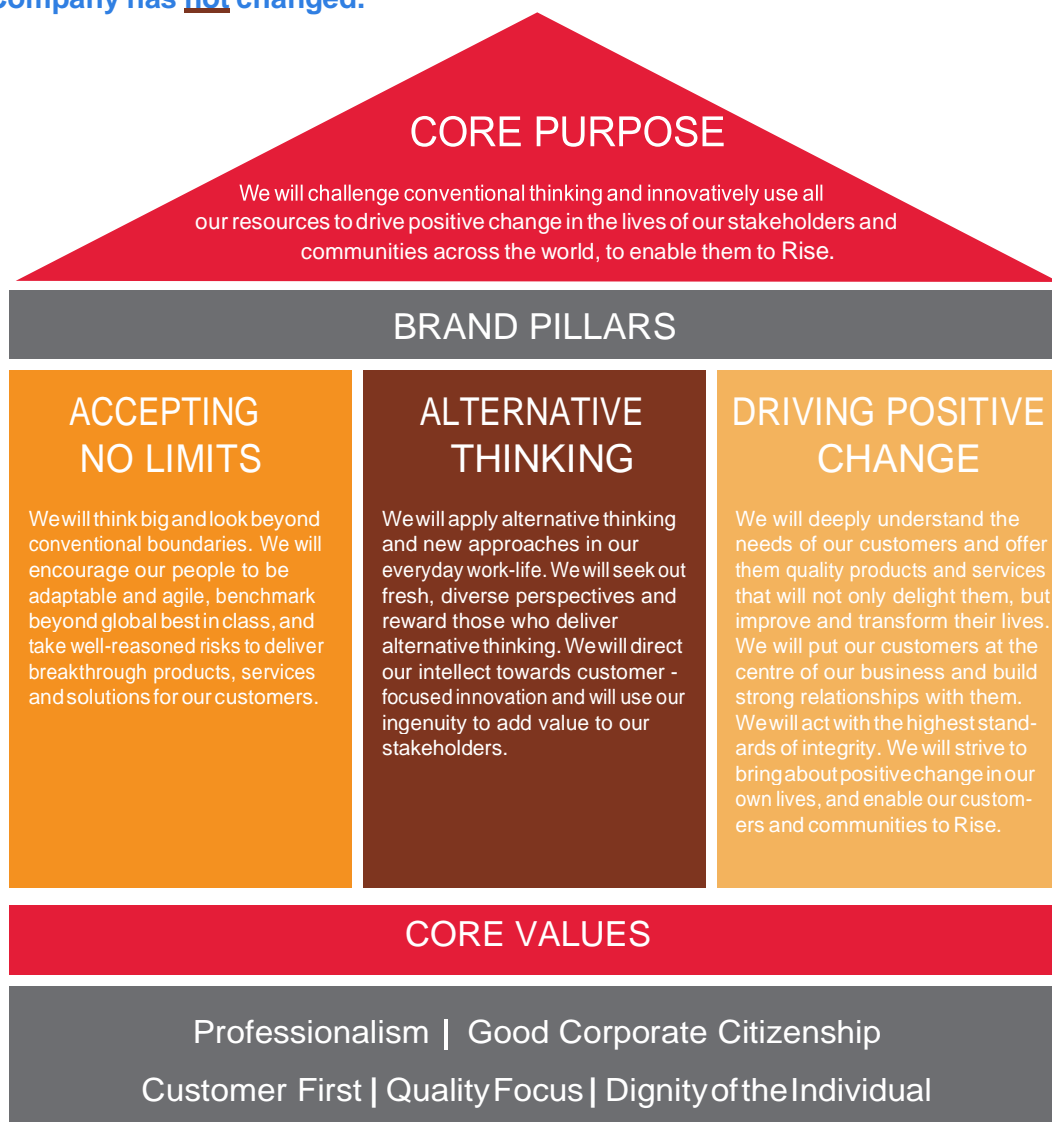 Company has not changed.
CORE PURPOSE
We will challenge conventional thinking and innovatively use all
our resources to drive positive change in the lives of our stakeholders and
communities across the world, to enable them to Rise.
BRAND PILLARS
ACCEPTING
NO LIMITS
We will think big and look beyond
conventional boundaries. We will
encourage our people to be
adaptable and agile, benchmark
beyond global best in class, and
take well-reasoned risks to deliver
breakthrough products, services
and solutions for our customers.
ALTERNATIVE
THINKING
We will apply alternative thinking
and new approaches in our
everyday work-life. We will seek out
fresh, diverse perspectives and
reward those who deliver
alternative thinking. We will direct
our intellect towards customer -
focused innovation and will use our
ingenuity to add value to our
stakeholders.
DRIVING POSITIVE
CHANGE
We will deeply understand the
needs of our customers and offer
them quality products and services
that will not only delight them, but
improve and transform their lives.
We will put our customers at the
centre of our business and build
strong relationships with them.
We will act with the highest stand-
ards of integrity. We will strive to
bring about positive change in our
own lives, and enable our custom-
ers and communities to Rise.
CORE VALUES
Professionalism | Good Corporate Citizenship
Customer First | Quality Focus | Dignity of the Individual